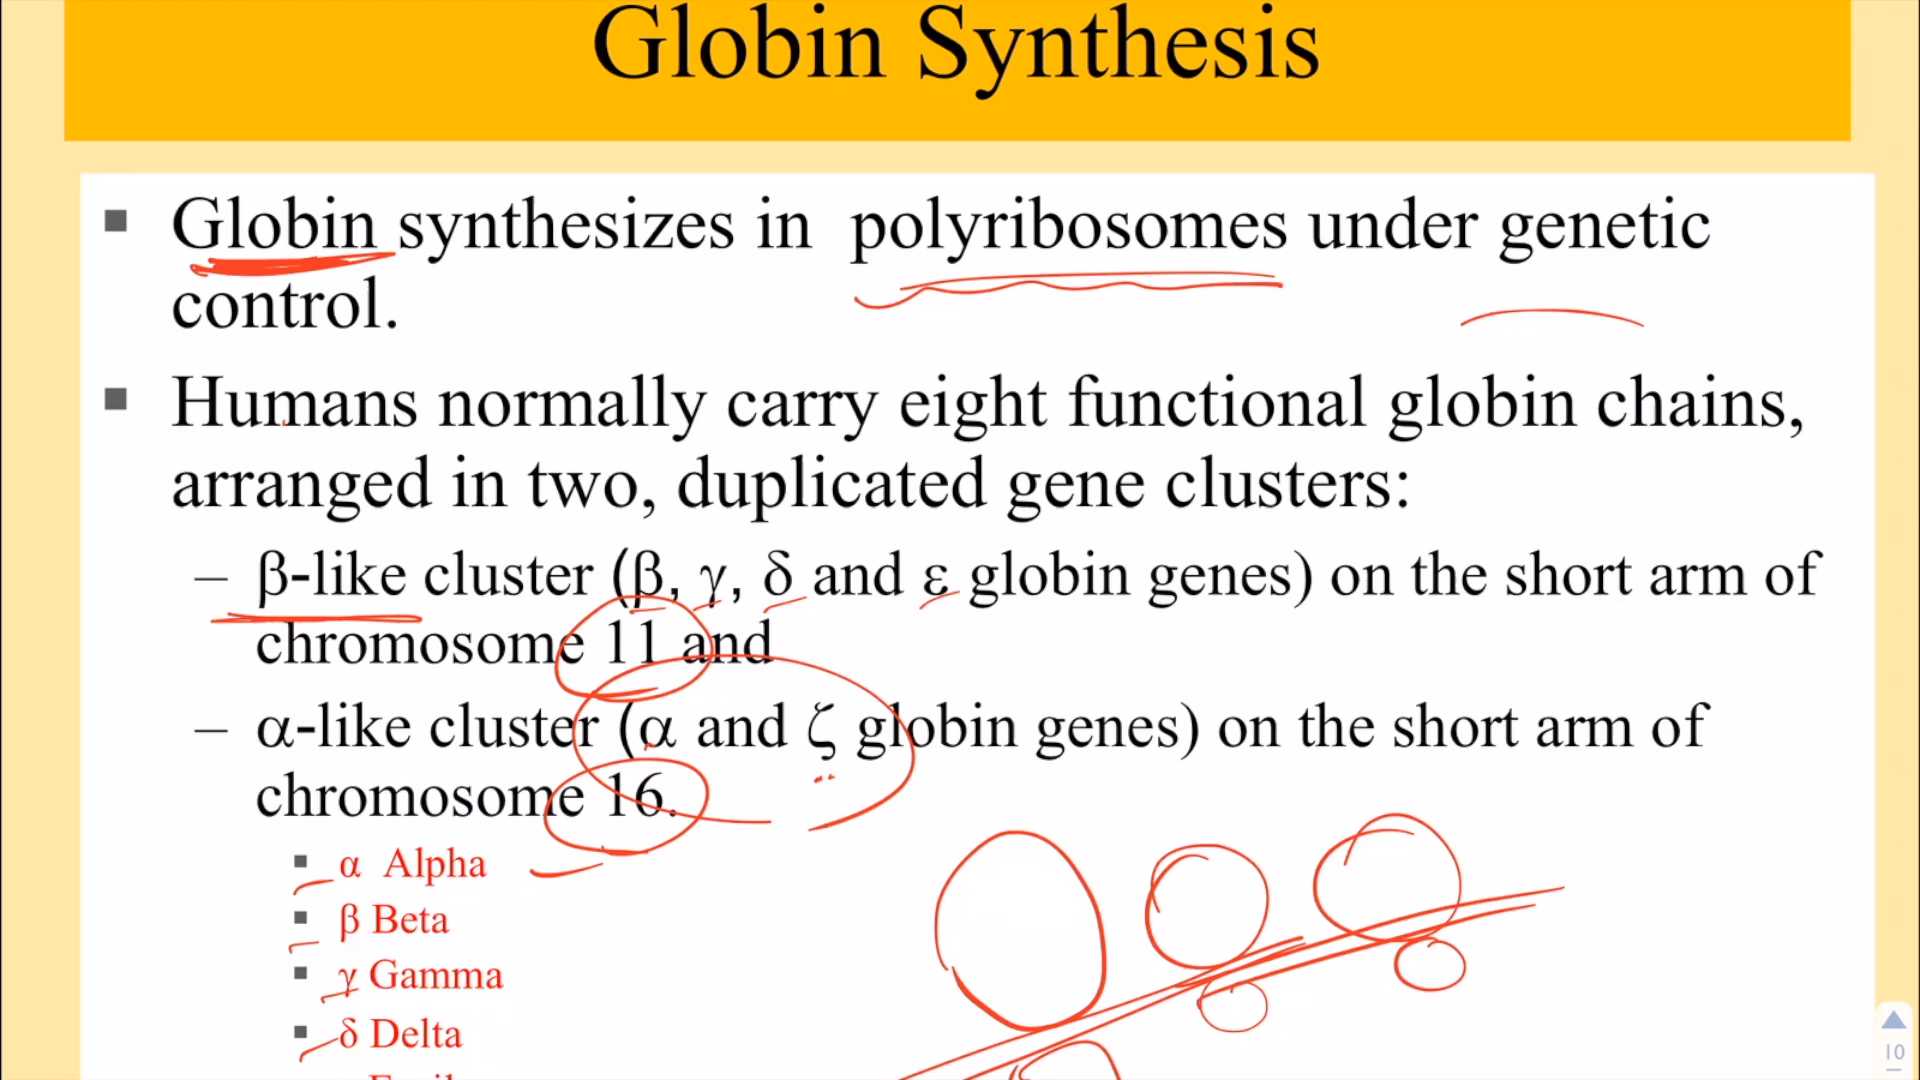 Globin Synthesis
▪ Globin synthesizes in polyribosomes under genetic
control.
▪ Humans normally carry eight functional globin chains,
arranged in two, duplicated gene clusters:
– β-like cluster (β, γ, δ and ε globin genes) on the short arm of
chromosome 11 and
– α-like cluster (α and ζ globin genes) on the short arm of
chromosome 16.
▪ α Alpha
▪ β Beta
▪ γ Gamma
▪ δ Delta
10